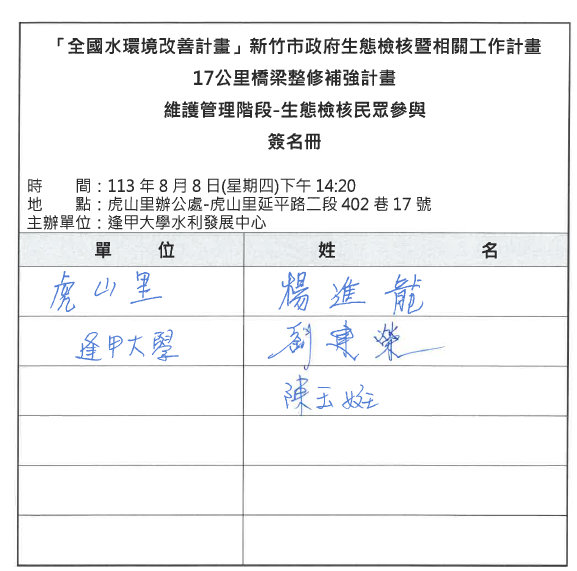 「全國水環境改善計畫」新竹市政府生態檢核暨相關工作計畫
17公里橋梁整修補強計畫
維護管理階段-生態檢核民眾參與
簽名冊
時 間：113 年 8 月 8 日(星期四)下午 14:20
地 點：虎山里辦公處-虎山里延平路二段 402 巷 17 號
主辦單位：逢甲大學水利發展中心
單 位 姓 名
虎山里 楊進龍
逢甲大學 劉建榮
陳玉姃